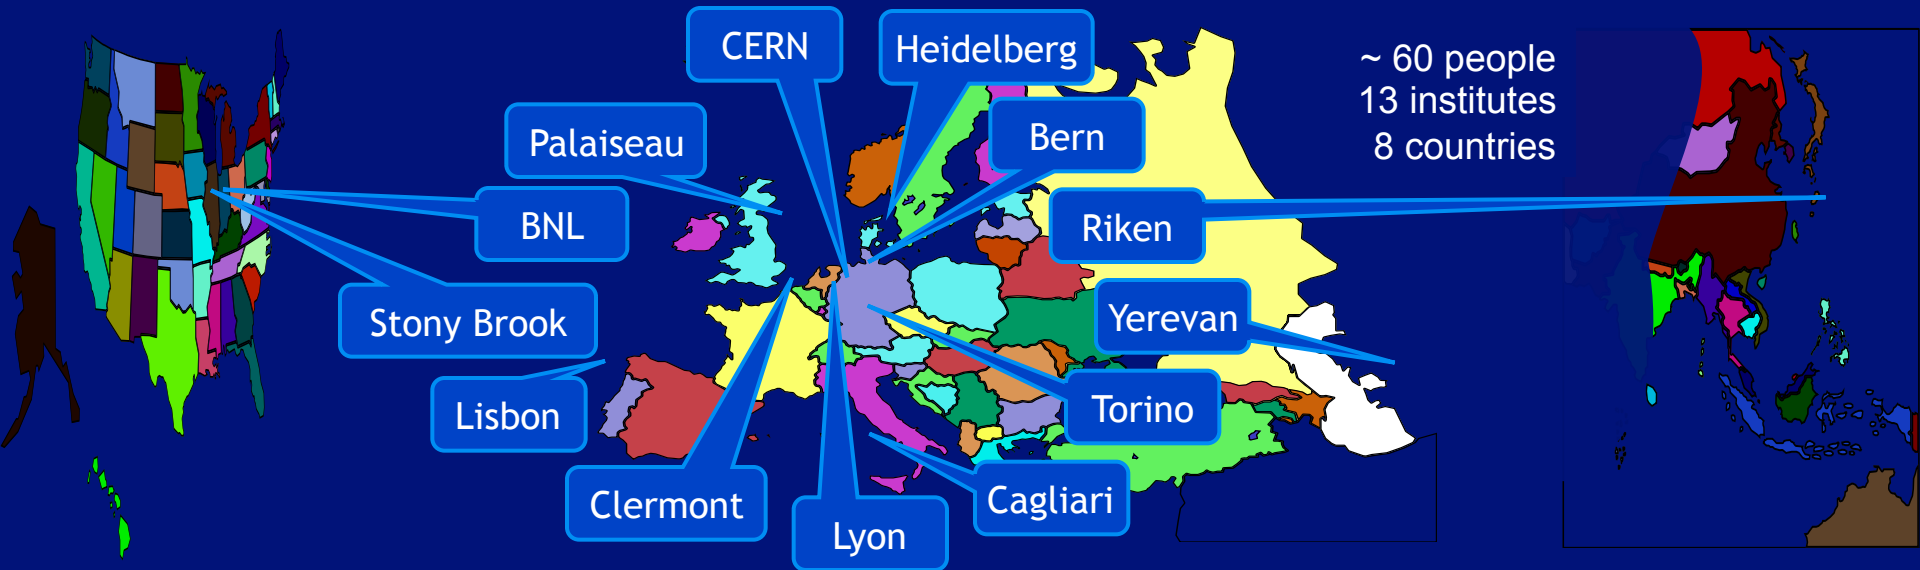 CERN
Heidelberg
~ 60 people
13 institutes
8 countries
Palaiseau
Bern
BNL
Riken
Stony Brook
Yerevan
Lisbon
Torino
Clermont
Cagliari
Lyon